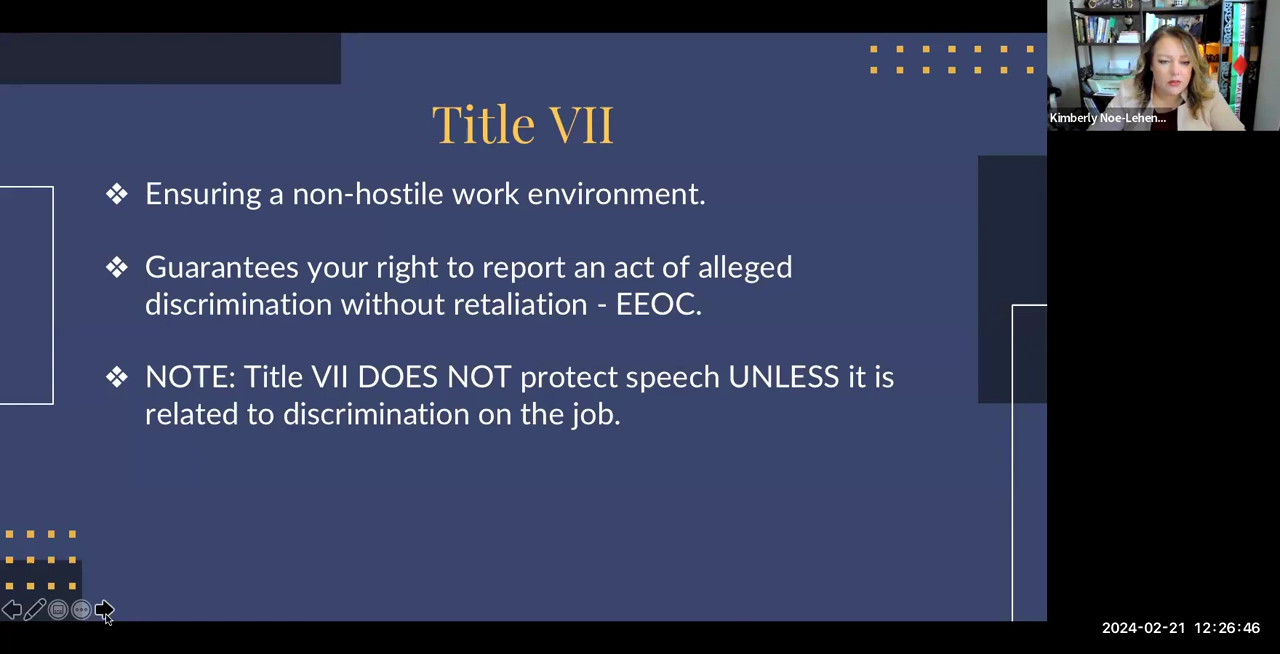 Title VII
❖ Ensuring a non-hostile work environment.
❖ Guarantees your right to report an act of alleged
discrimination without retaliation - EEOC.
❖ NOTE: Title VII DOES NOT protect speech UNLESS it is
related to discrimination on the job.
Kimberly Noe-Lehen...
2024-02-21 12:26:46